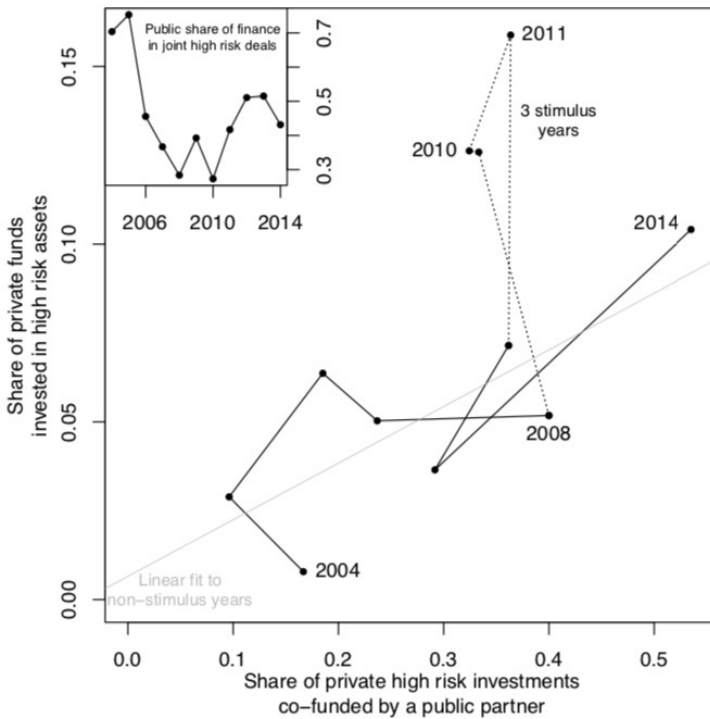 Public share of finance
in joint high risk deals
0.3
0.5
0.7
2006
2010
2014
2011
3 stimulus
years
2010
2014
2008
2004
Linear fit to
non−stimulus years
0.00
0.05
0.10
0.15
Share of private funds
invested in high risk assets
0.0
0.1
0.2
0.3
0.4
0.5
Share of private high risk investments
co−funded by a public partner